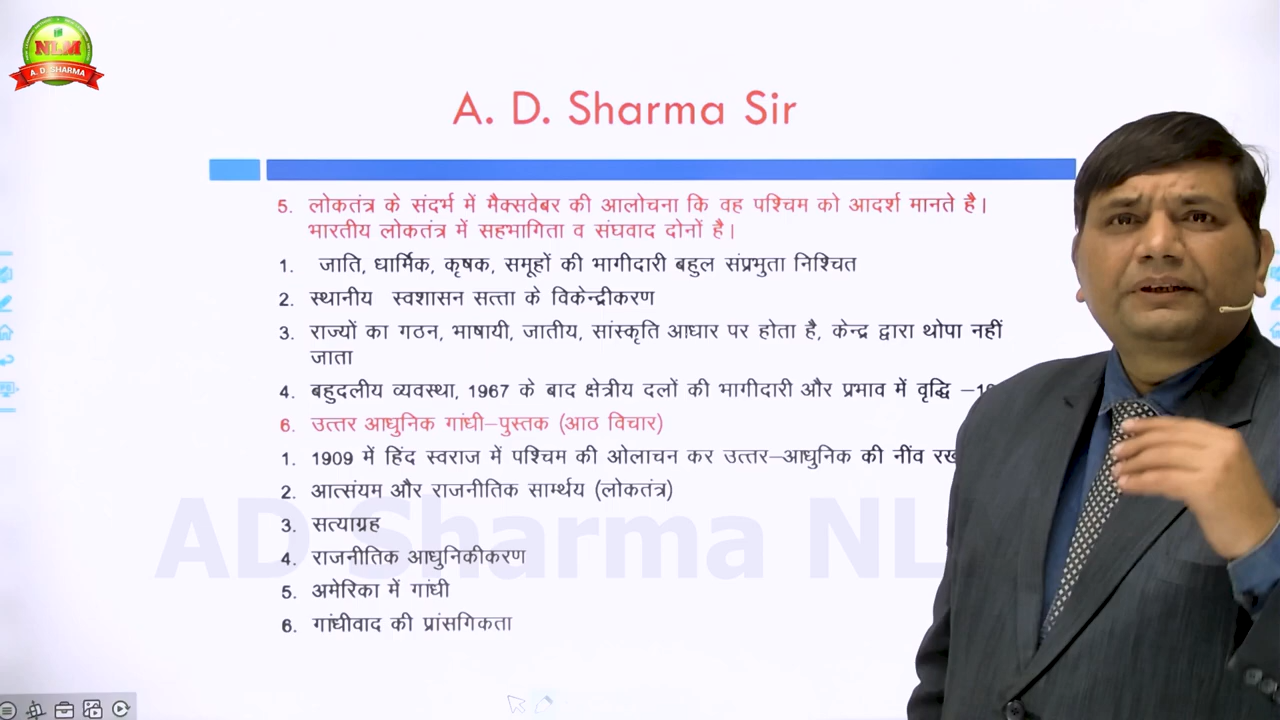 NLM
A. D. SHARMA
A. D. Sharma Sir
5. लोकतंत्र के संदर्भ में मैक्सवेबर की आलोचना कि वह पश्चिम को आदर्श मानते है।
भारतीय लोकतंत्र में सहभागिता व संघवाद दोनों है।
1. जाति, धार्मिक, कृषक, समूहों की भागीदारी बहुल संप्रभुता निश्चित
2. स्थानीय स्वशासन सत्ता के विकेन्द्रीकरण
3. राज्यों का गठन, भाषायी, जातीय, सांस्कृति आधार पर होता है, केन्द्र द्वारा थोपा नहीं
जाता
4. बहुदलीय व्यवस्था, 1967 के बाद क्षेत्रीय दलों की भागीदारी और प्रभाव में वृद्धि –
6. उत्तर आधुनिक गांधी–पुस्तक (आठ विचार)
1. 1909 में हिंद स्वराज में पश्चिम की ओलाचन कर उत्तर–आधुनिक की नींव
2. आत्संयम और राजनीतिक सार्म्थय (लोकतंत्र)
3. सत्याग्रह
4. राजनीतिक आधुनिकीकरण
5. अमेरिका में गांधी
6. गांधीवाद की प्रांसगिकता
AD Sharma NL